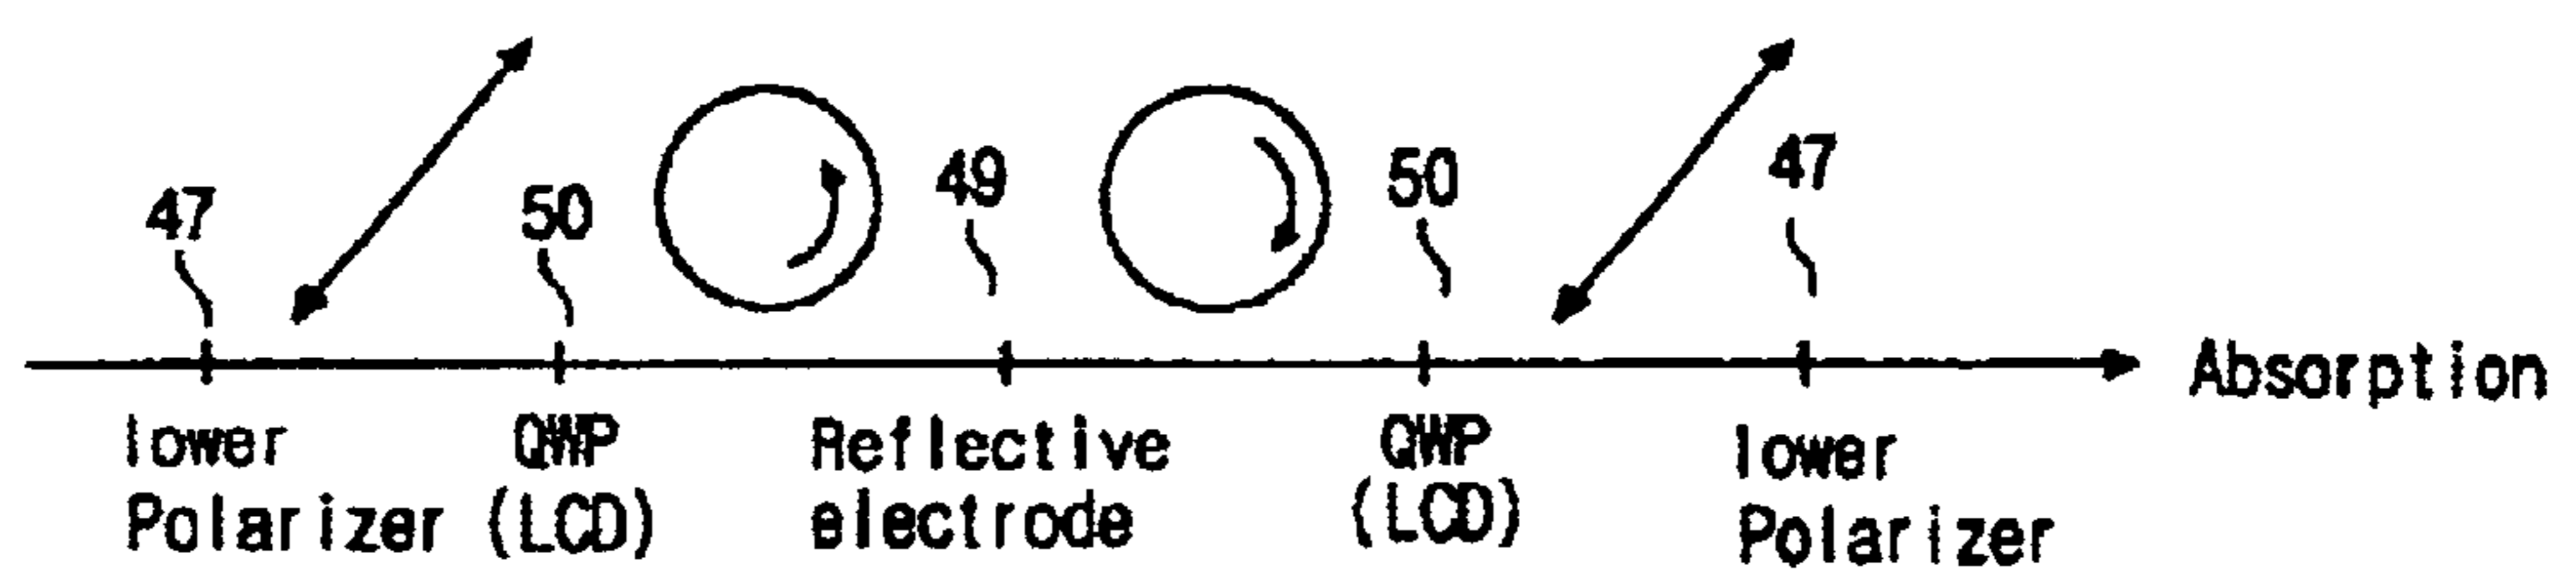 47
50
49
50
47
Absorption
lower
Polarizer
QWP
(LCD)
Reflective
electrode
QWP
(LCD)
lower
Polarizer